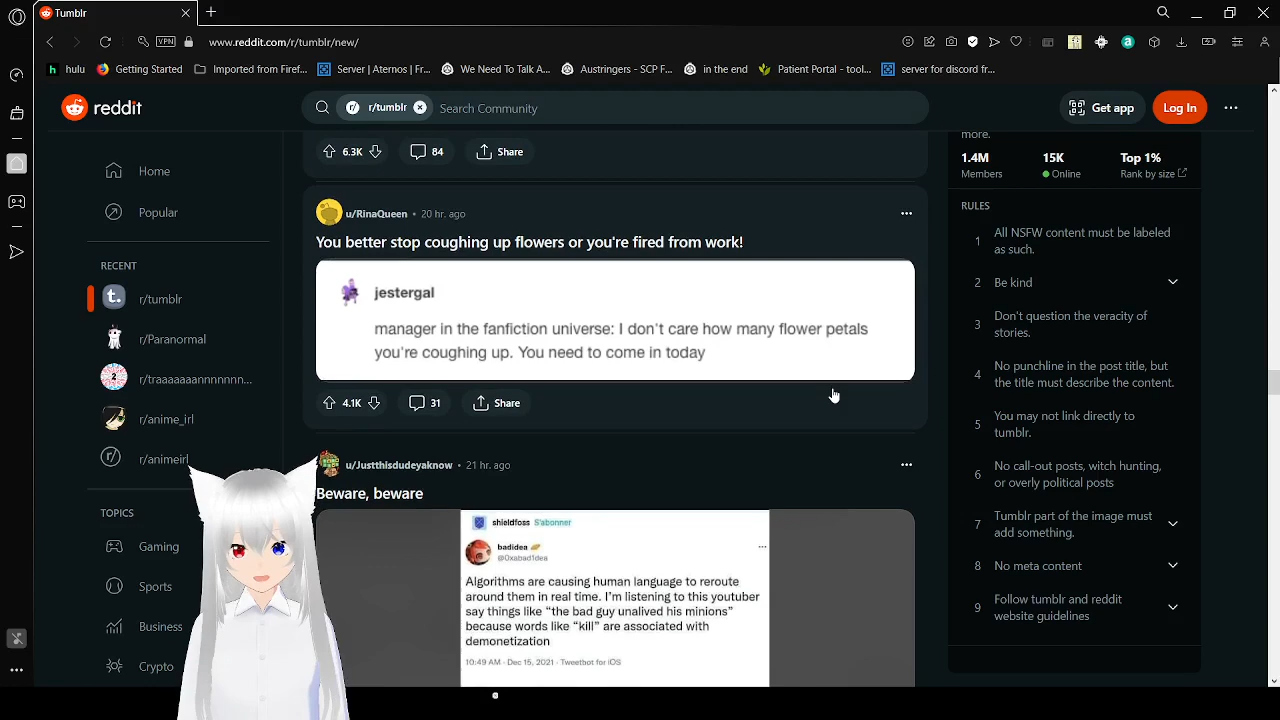 Tumblr
VPN
www.reddit.com/r/tumblr/new/
hulu
Getting Started
Imported from Firef...
Server | Aternos | Fr...
We Need To Talk A...
Austringers - SCP F...
in the end
Patient Portal - tool...
server for discord fr...
reddit
r/tumblr
Search Community
Get app
Log In
Home
Popular
RECENT
r/tumblr
r/Paranormal
r/traaaaaaannnnnnn...
r/anime_irl
r/animeirl
TOPICS
Gaming
Sports
Business
Crypto
6.3K
84
Share
u/RinaQueen • 20 hr. ago
You better stop coughing up flowers or you're fired from work!
jestergal
manager in the fanfiction universe: I don't care how many flower petals
you're coughing up. You need to come in today
4.1K
31
Share
u/Justthisdudeyaknow • 21 hr. ago
Beware, beware
shieldfoss S'abonner
badidea
@0xabad1dea
Algorithms are causing human language to reroute
around them in real time. I'm listening to this youtuber
say things like “the bad guy unalived his minions”
because words like “kill” are associated with
demonetization
10:49 AM - Dec 15, 2021 - Tweetbot for iOS
more.
1.4M
Members
15K
Online
Top 1%
Rank by size
RULES
1
All NSFW content must be labeled
as such.
2
Be kind
3
Don't question the veracity of
stories.
4
No punchline in the post title, but
the title must describe the content.
5
You may not link directly to
tumblr.
6
No call-out posts, witch hunting,
or overly political posts
7
Tumblr part of the image must
add something.
8
No meta content
9
Follow tumblr and reddit
website guidelines